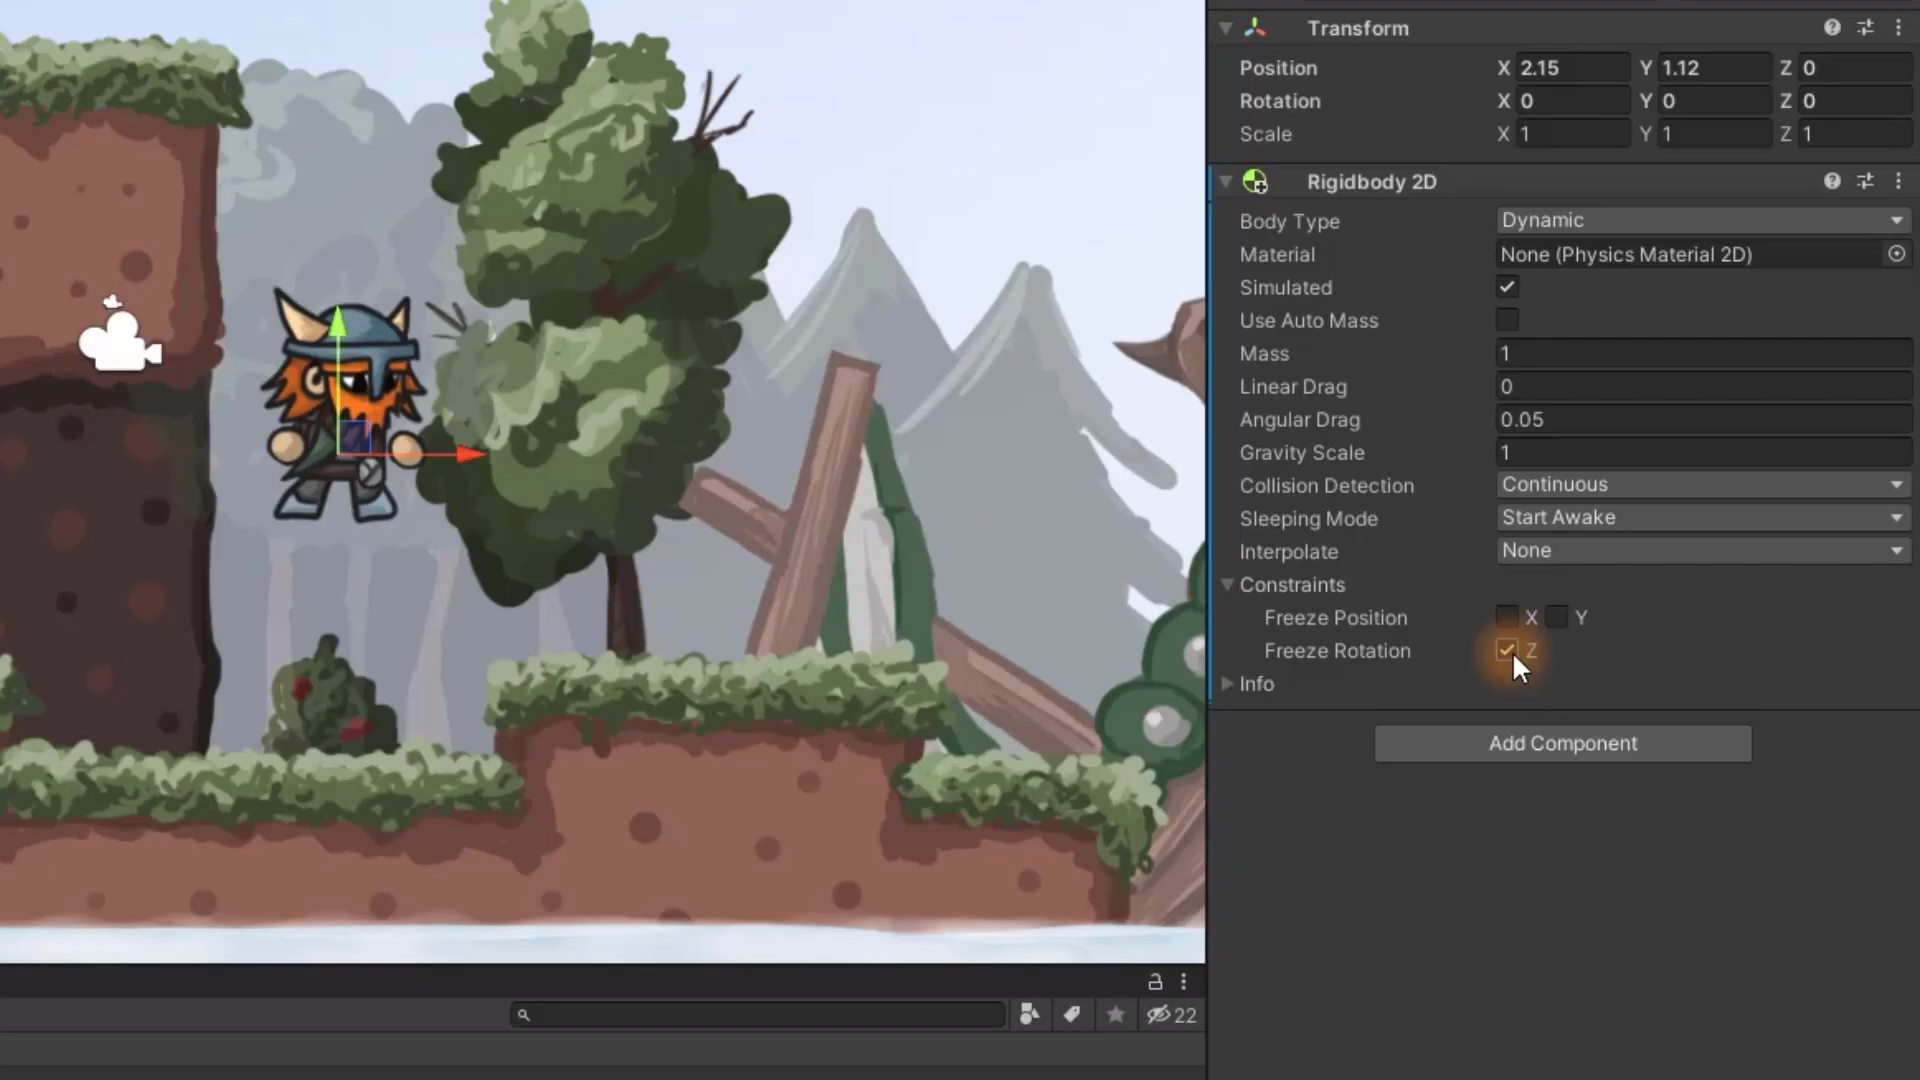 Transform
Position X 2.15 Y 1.12 Z 0
Rotation X 0 Y 0 Z 0
Scale X 1 Y 1 Z 1
Rigidbody 2D
Body Type Dynamic
Material None (Physics Material 2D)
Simulated
Use Auto Mass
Mass 1
Linear Drag 0
Angular Drag 0.05
Gravity Scale 1
Collision Detection Continuous
Sleeping Mode Start Awake
Interpolate None
Constraints
Freeze Position X Y
Freeze Rotation Z
Info
Add Component
22